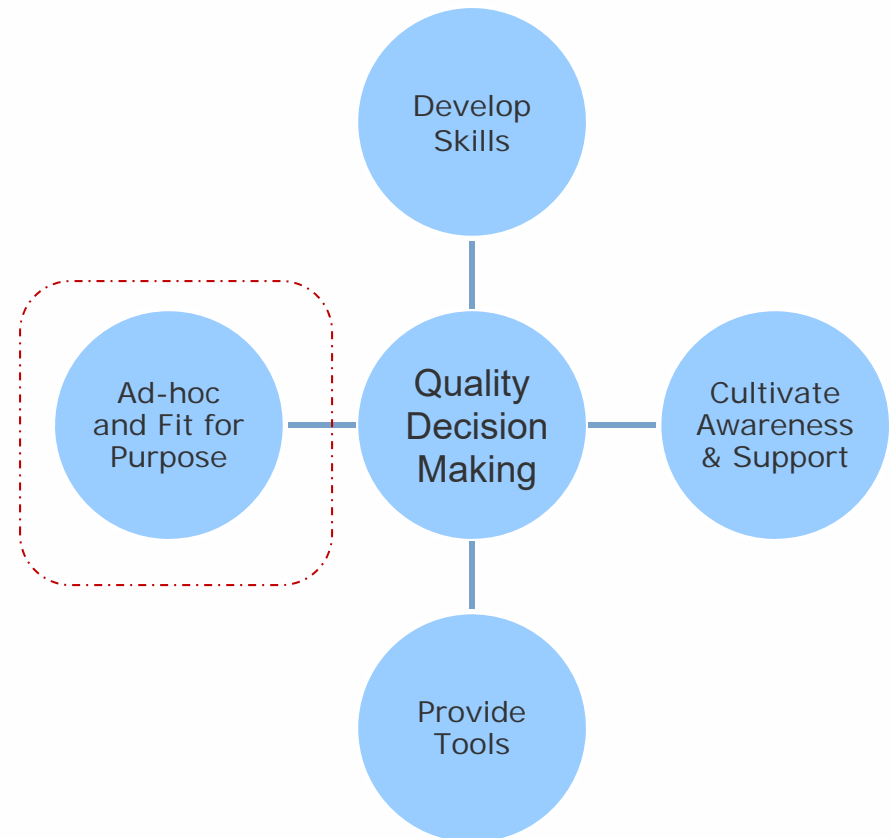 Develop
Skills
Ad-hoc
and Fit for
Purpose
Quality
Decision
Making
Cultivate
Awareness
& Support
Provide
Tools